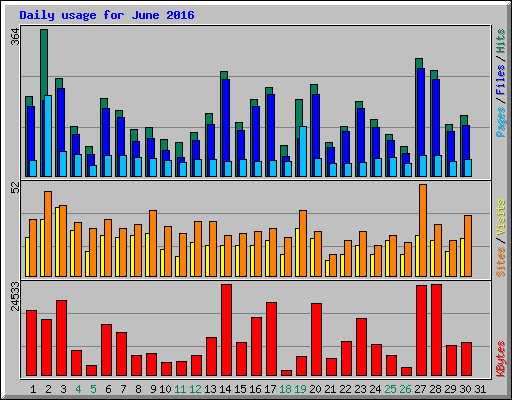 Daily usage for June 2016
364
Pages / Files / Hits
52
Sites / Visits
24533
KBytes
1 2 3 4 5 6 7 8 9 10 11 12 13 14 15 16 17 18 19 20 21 22 23 24 25 26 27 28 29 30 31